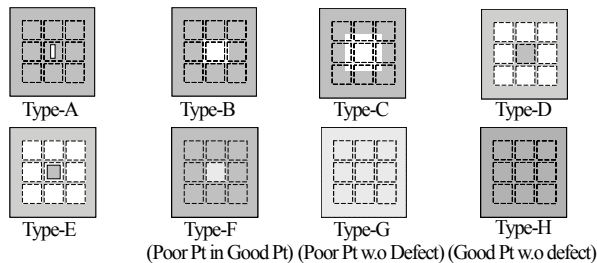 Type-A Type-B Type-C Type-D
Type-E Type-F Type-G Type-H
(Poor Pt in Good Pt) (Poor Pt w.o Defect) (Good Pt w.o defect)